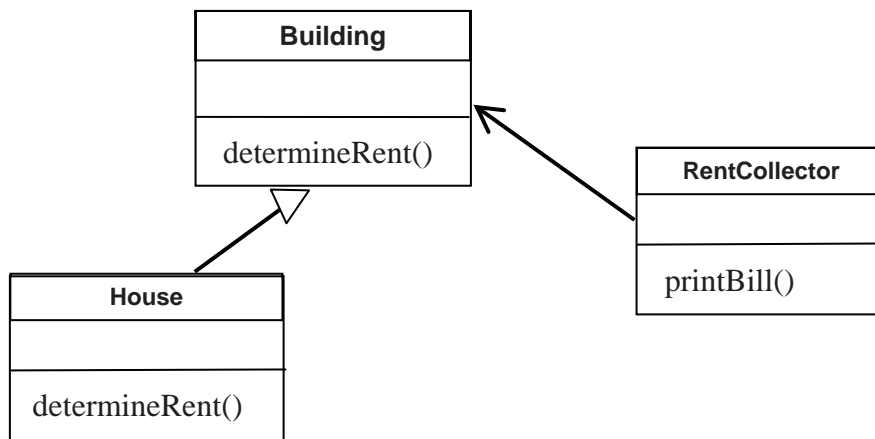 Building
determineRent()
RentCollector
printBill()
House
determineRent()